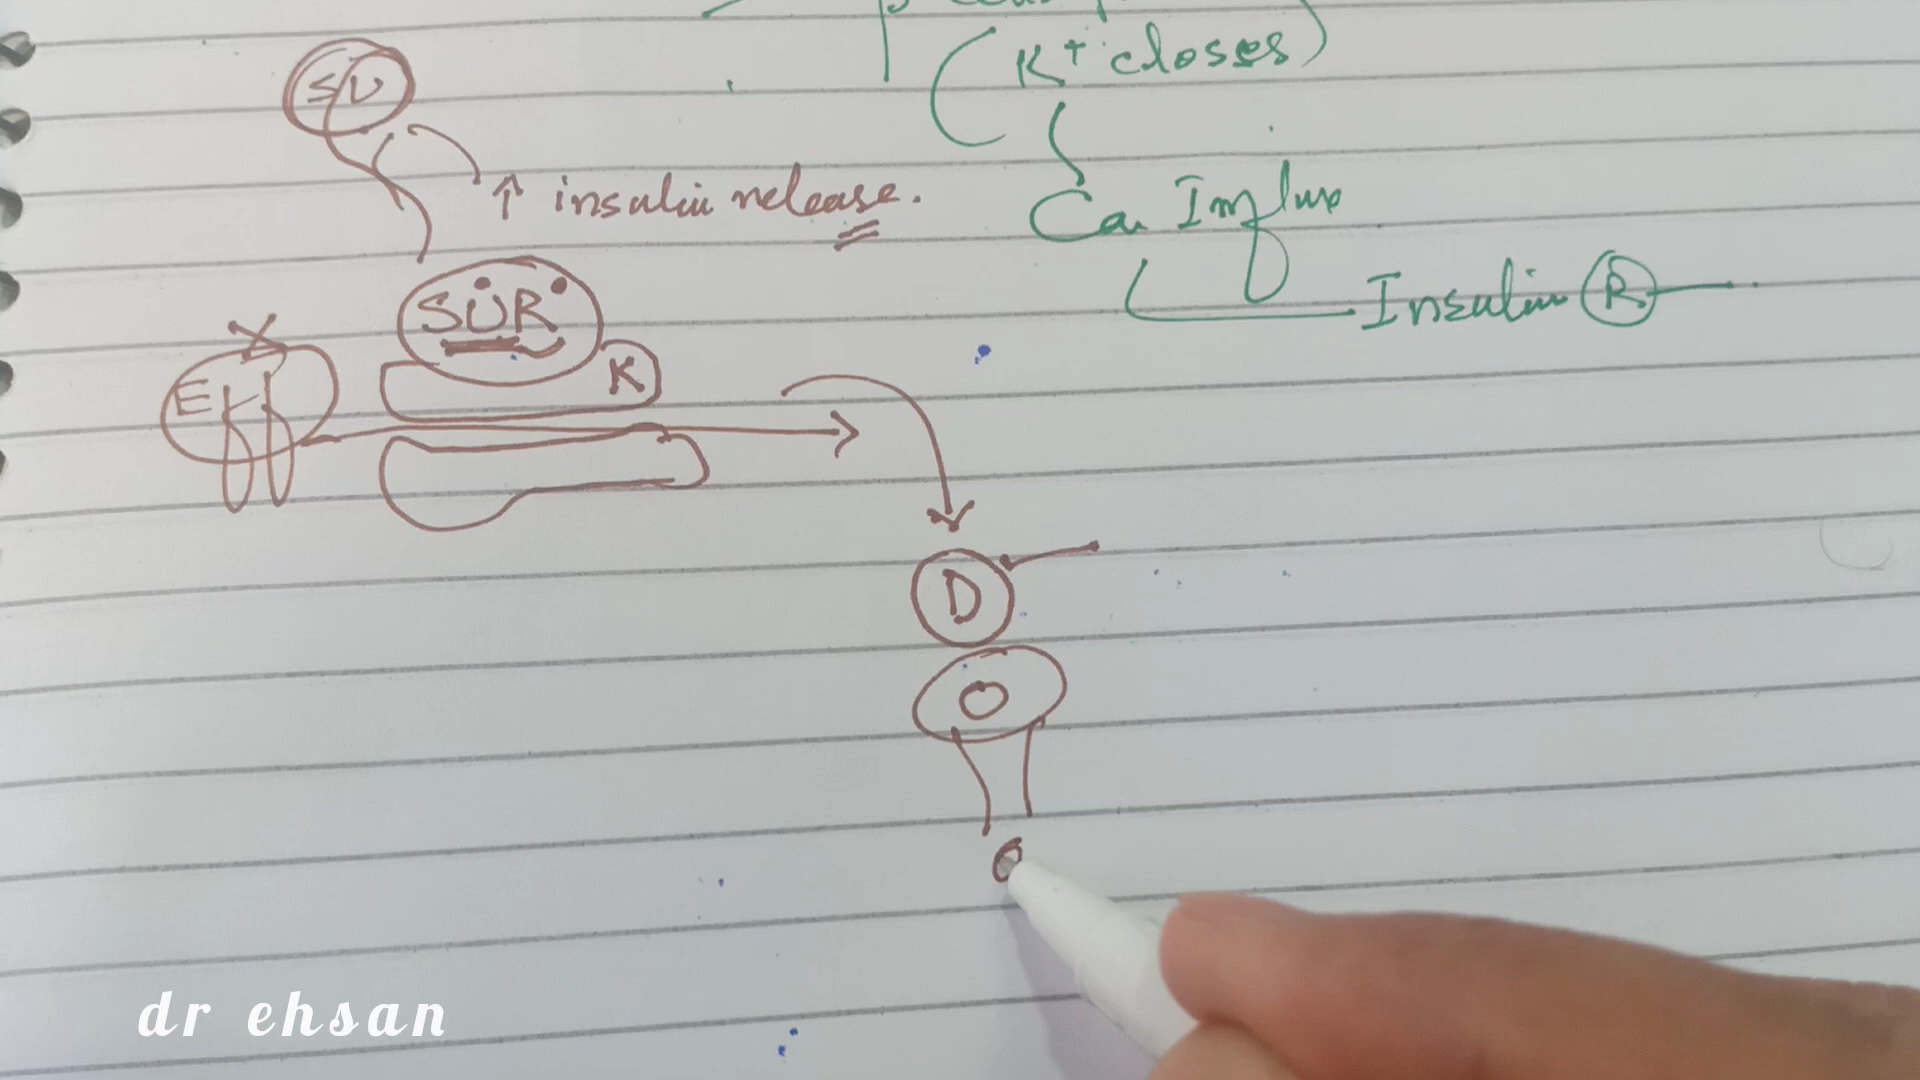 (K+ closes)
SU
↑ insulin release.
Ca Influx
Insulin R
SUR
K
E
D
O
dr ehsan